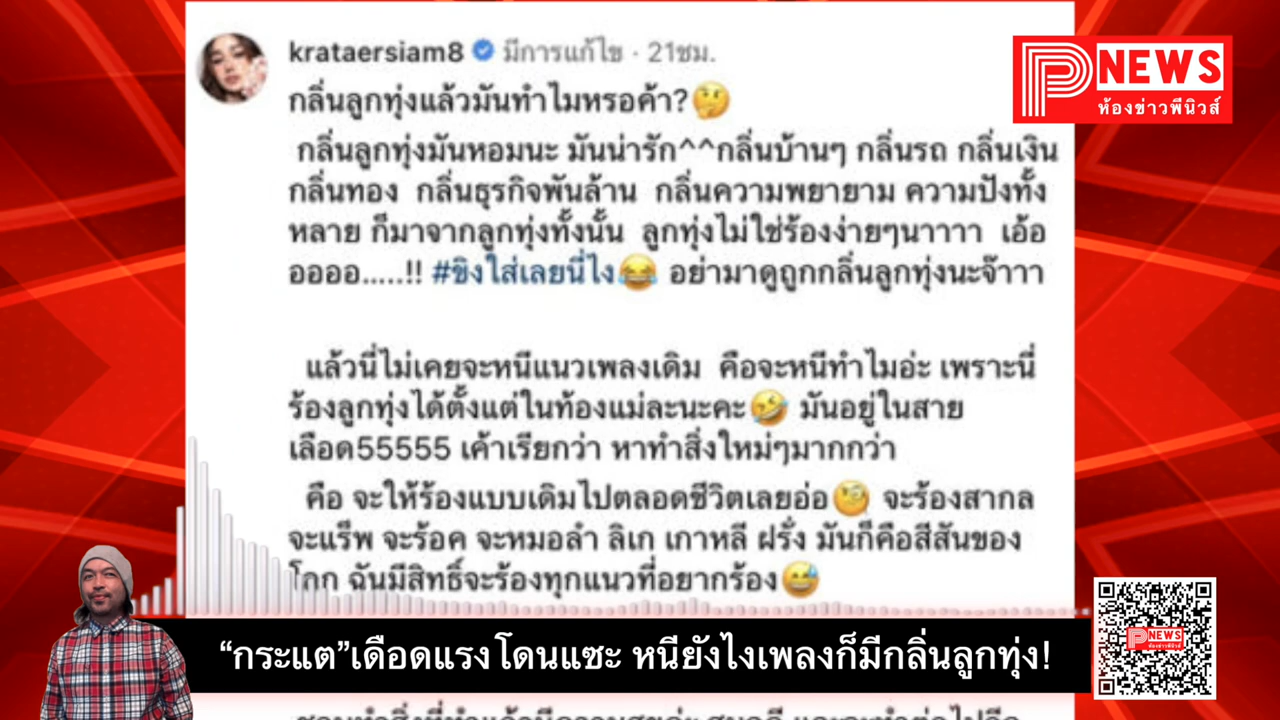 krataersiam8 มีการแก้ไข · 21ชม.
กลิ่นลูกทุ่งแล้วมันทำไมหรอค้า?🤔
กลิ่นลูกทุ่งมันหอมนะ มันน่ารัก^^กลิ่นบ้านๆ กลิ่นรถ กลิ่นเงิน
กลิ่นทอง กลิ่นธุรกิจพันล้าน กลิ่นความพยายาม ความปังทั้ง
หลาย ก็มาจากลูกทุ่งทั้งนั้น ลูกทุ่งไม่ใช่ร้องง่ายๆนาาาา เอ้อ
ออออ.....!! #ขิงใส่เลยนี่ไง😂 อย่ามาดูถูกกลิ่นลูกทุ่งนะจ๊าาา
แล้วนี่ไม่เคยจะหนีแนวเพลงเดิม คือจะหนีทำไมอ่ะ เพราะนี่
ร้องลูกทุ่งได้ตั้งแต่ในท้องแม่ละนะคะ🤣 มันอยู่ในสาย
เลือด55555 เค้าเรียกว่า หาทำสิ่งใหม่ๆมากกว่า
คือ จะให้ร้องแบบเดิมไปตลอดชีวิตเลยอ่อ🧐 จะร้องสากล
จะแร็พ จะร้อค จะหมอลำ ลิเก เกาหลี ฝรั่ง มันก็คือสีสันของ
โลก ฉันมีสิทธิ์จะร้องทุกแนวที่อยากร้อง😅
P NEWS
ห้องข่าวพีนิวส์
“กระแต”เดือดแรง โดนแซะ หนียังไงเพลงก็มีกลิ่นลูกทุ่ง!
P NEWS
ห้องข่าวพีนิวส์